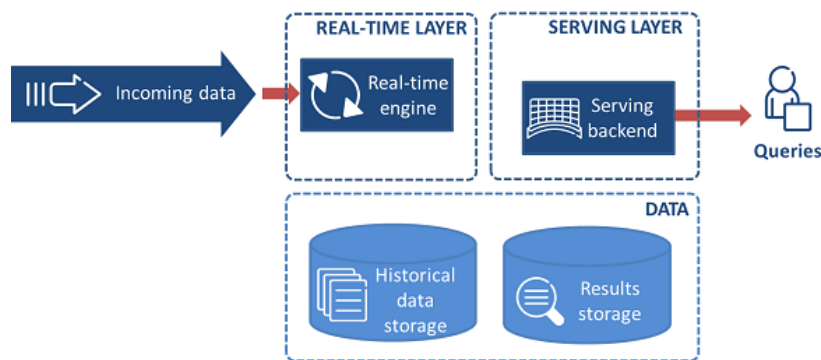 REAL-TIME LAYER
SERVING LAYER
Incoming data
Real-time
engine
Serving
backend
Queries
DATA
Historical
data
storage
Results
storage